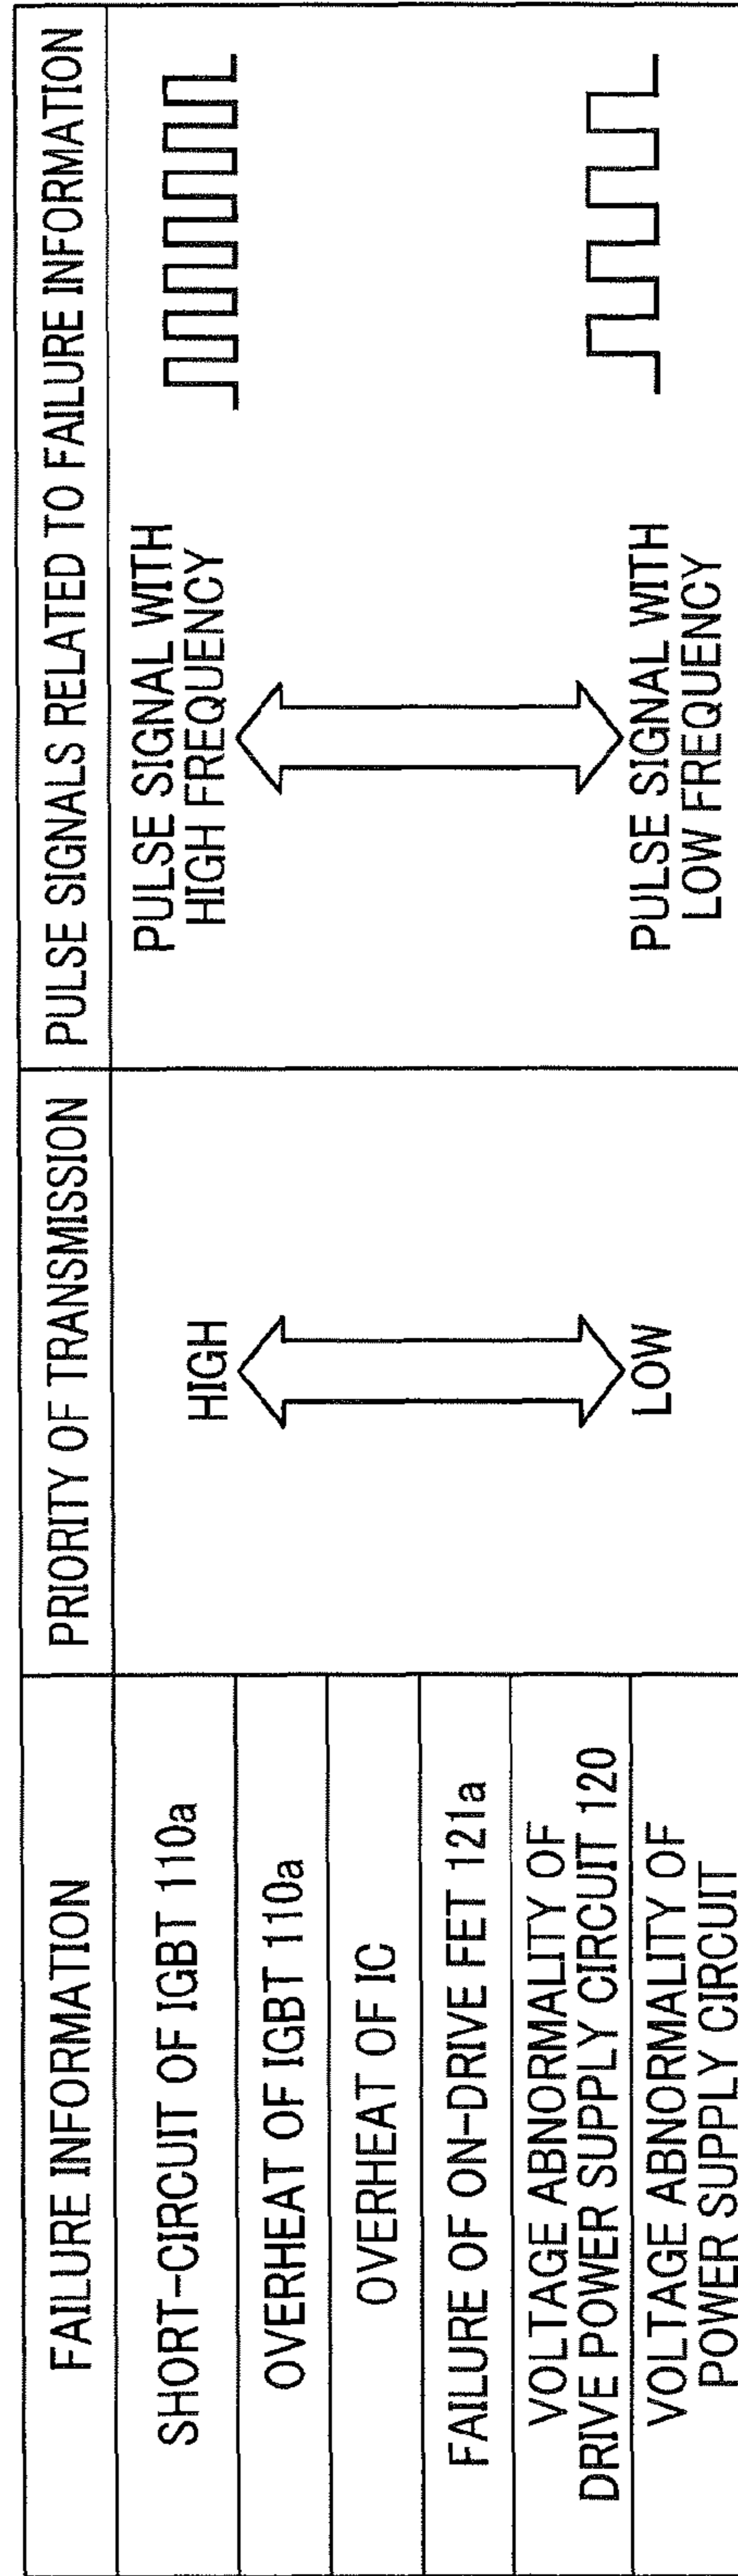 FAILURE INFORMATION
PRIORITY OF TRANSMISSION
PULSE SIGNALS RELATED TO FAILURE INFORMATION
SHORT-CIRCUIT OF IGBT 110a
OVERHEAT OF IGBT 110a
OVERHEAT OF IC
FAILURE OF ON-DRIVE FET 121a
VOLTAGE ABNORMALITY OF
DRIVE POWER SUPPLY CIRCUIT 120
VOLTAGE ABNORMALITY OF
POWER SUPPLY CIRCUIT
HIGH
LOW
PULSE SIGNAL WITH
HIGH FREQUENCY
PULSE SIGNAL WITH
LOW FREQUENCY